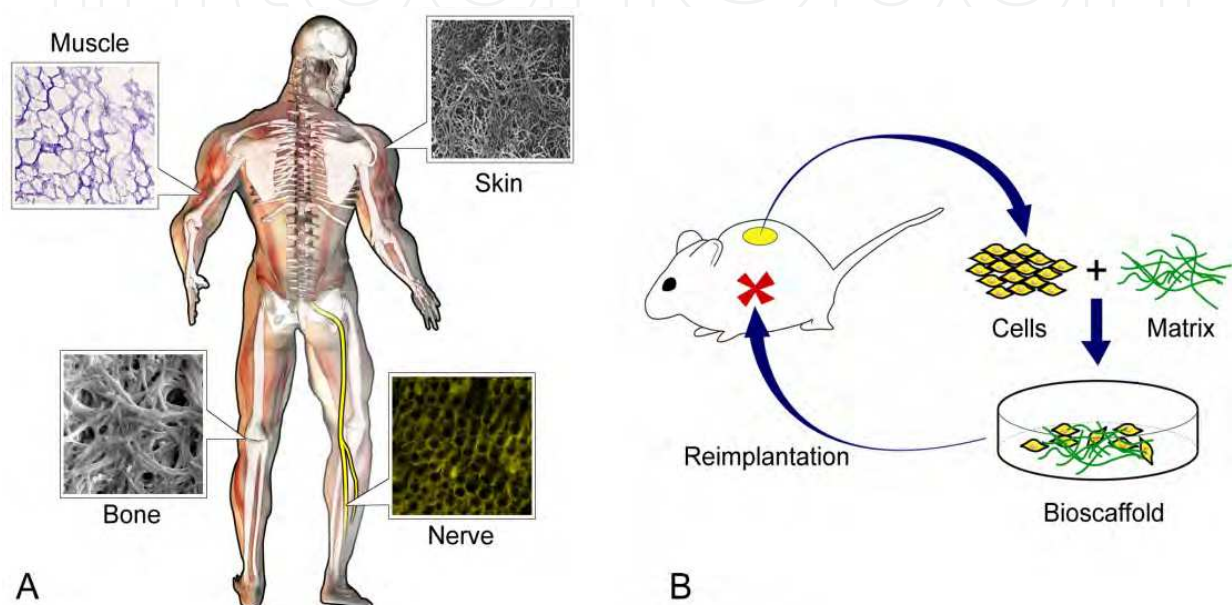 Muscle
Skin
Bone
Nerve
A
Cells
+
Matrix
Reimplantation
Bioscaffold
B